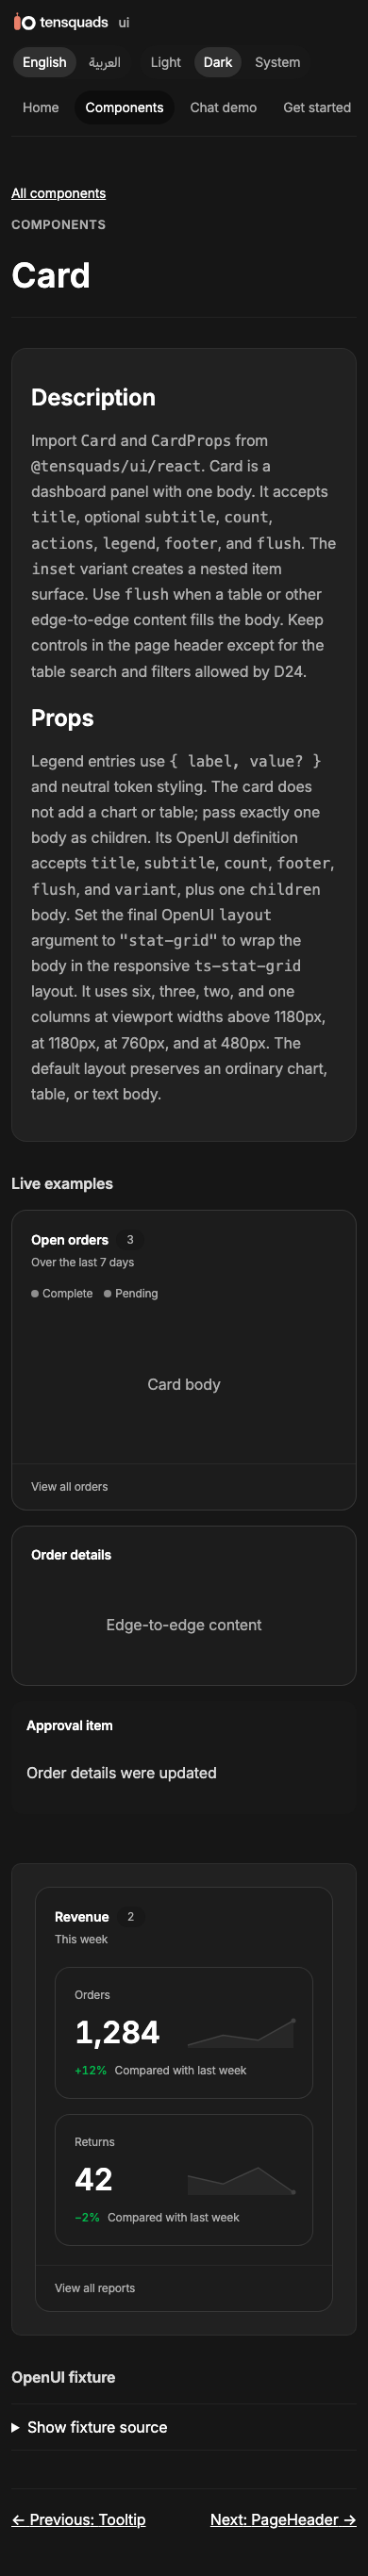 tensquads ui
English العربية Light Dark System
Home Components Chat demo Get started
All components
COMPONENTS
Card
Description
Import Card and CardProps from
@tensquads/ui/react. Card is a
dashboard panel with one body. It accepts
title, optional subtitle, count,
actions, legend, footer, and flush. The
inset variant creates a nested item
surface. Use flush when a table or other
edge-to-edge content fills the body. Keep
controls in the page header except for the
table search and filters allowed by D24.
Props
Legend entries use { label, value? }
and neutral token styling. The card does
not add a chart or table; pass exactly one
body as children. Its OpenUI definition
accepts title, subtitle, count, footer,
flush, and variant, plus one children
body. Set the final OpenUI layout
argument to "stat-grid" to wrap the
body in the responsive ts-stat-grid
layout. It uses six, three, two, and one
columns at viewport widths above 1180px,
at 1180px, at 760px, and at 480px. The
default layout preserves an ordinary chart,
table, or text body.
Live examples
Open orders 3
Over the last 7 days
Complete Pending
Card body
View all orders
Order details
Edge-to-edge content
Approval item
Order details were updated
Revenue 2
This week
Orders
1,284
+12% Compared with last week
Returns
42
−2% Compared with last week
View all reports
OpenUI fixture
▶ Show fixture source
← Previous: Tooltip Next: PageHeader →